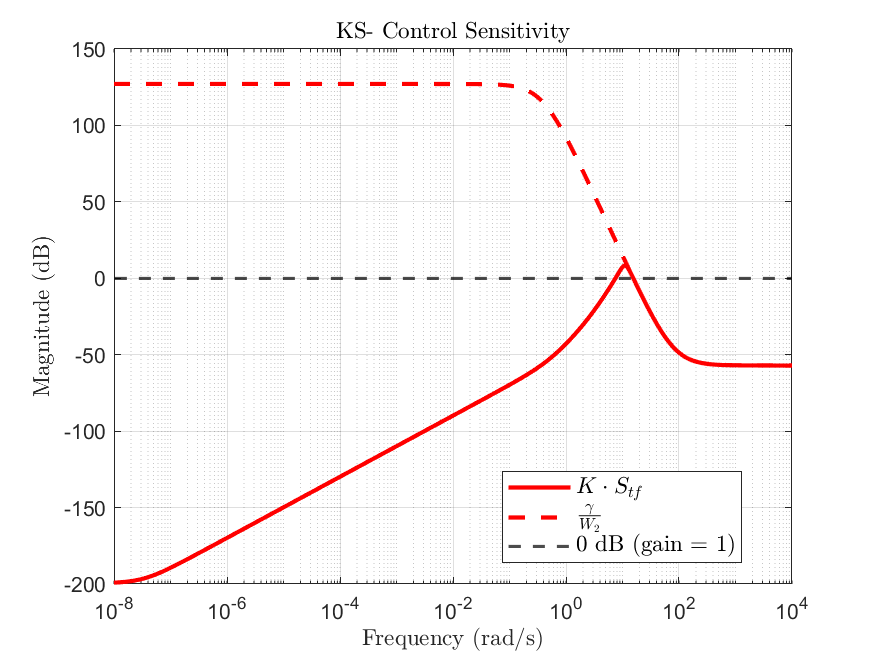 KS- Control Sensitivity
Magnitude (dB)
150
100
50
0
-50
-100
-150
-200
10^-8
10^-6
10^-4
10^-2
10^0
10^2
10^4
Frequency (rad/s)
K · S_tf
γ/W_2
0 dB (gain = 1)